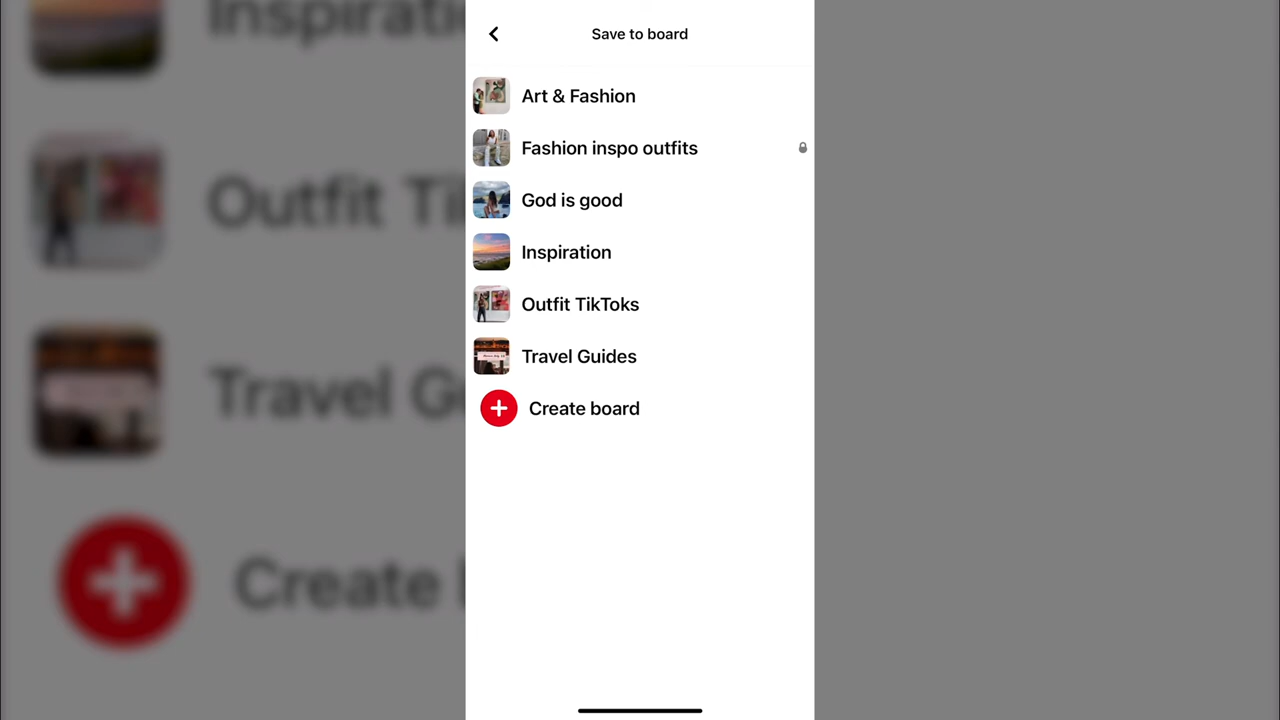 Save to board
Art & Fashion
Fashion inspo outfits
God is good
Inspiration
Outfit TikToks
Travel Guides
Create board